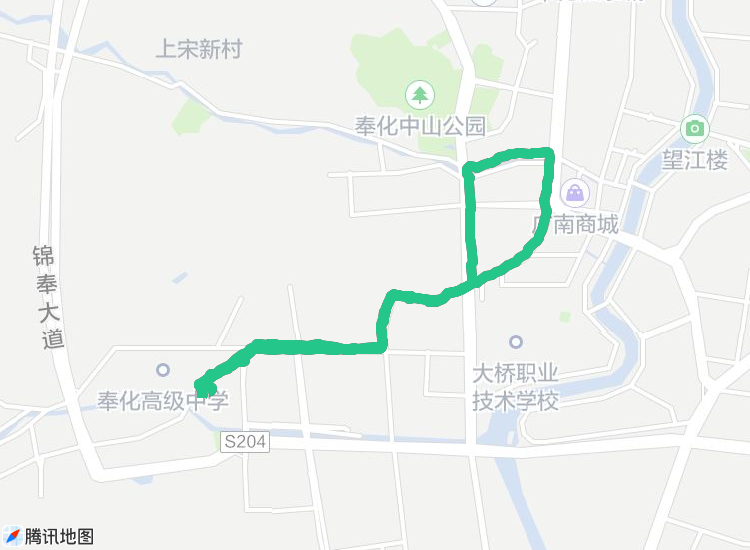 上宋新村
奉化中山公园
望江楼
广南商城
锦奉大道
大桥职业
技术学校
奉化高级中学
S204
腾讯地图